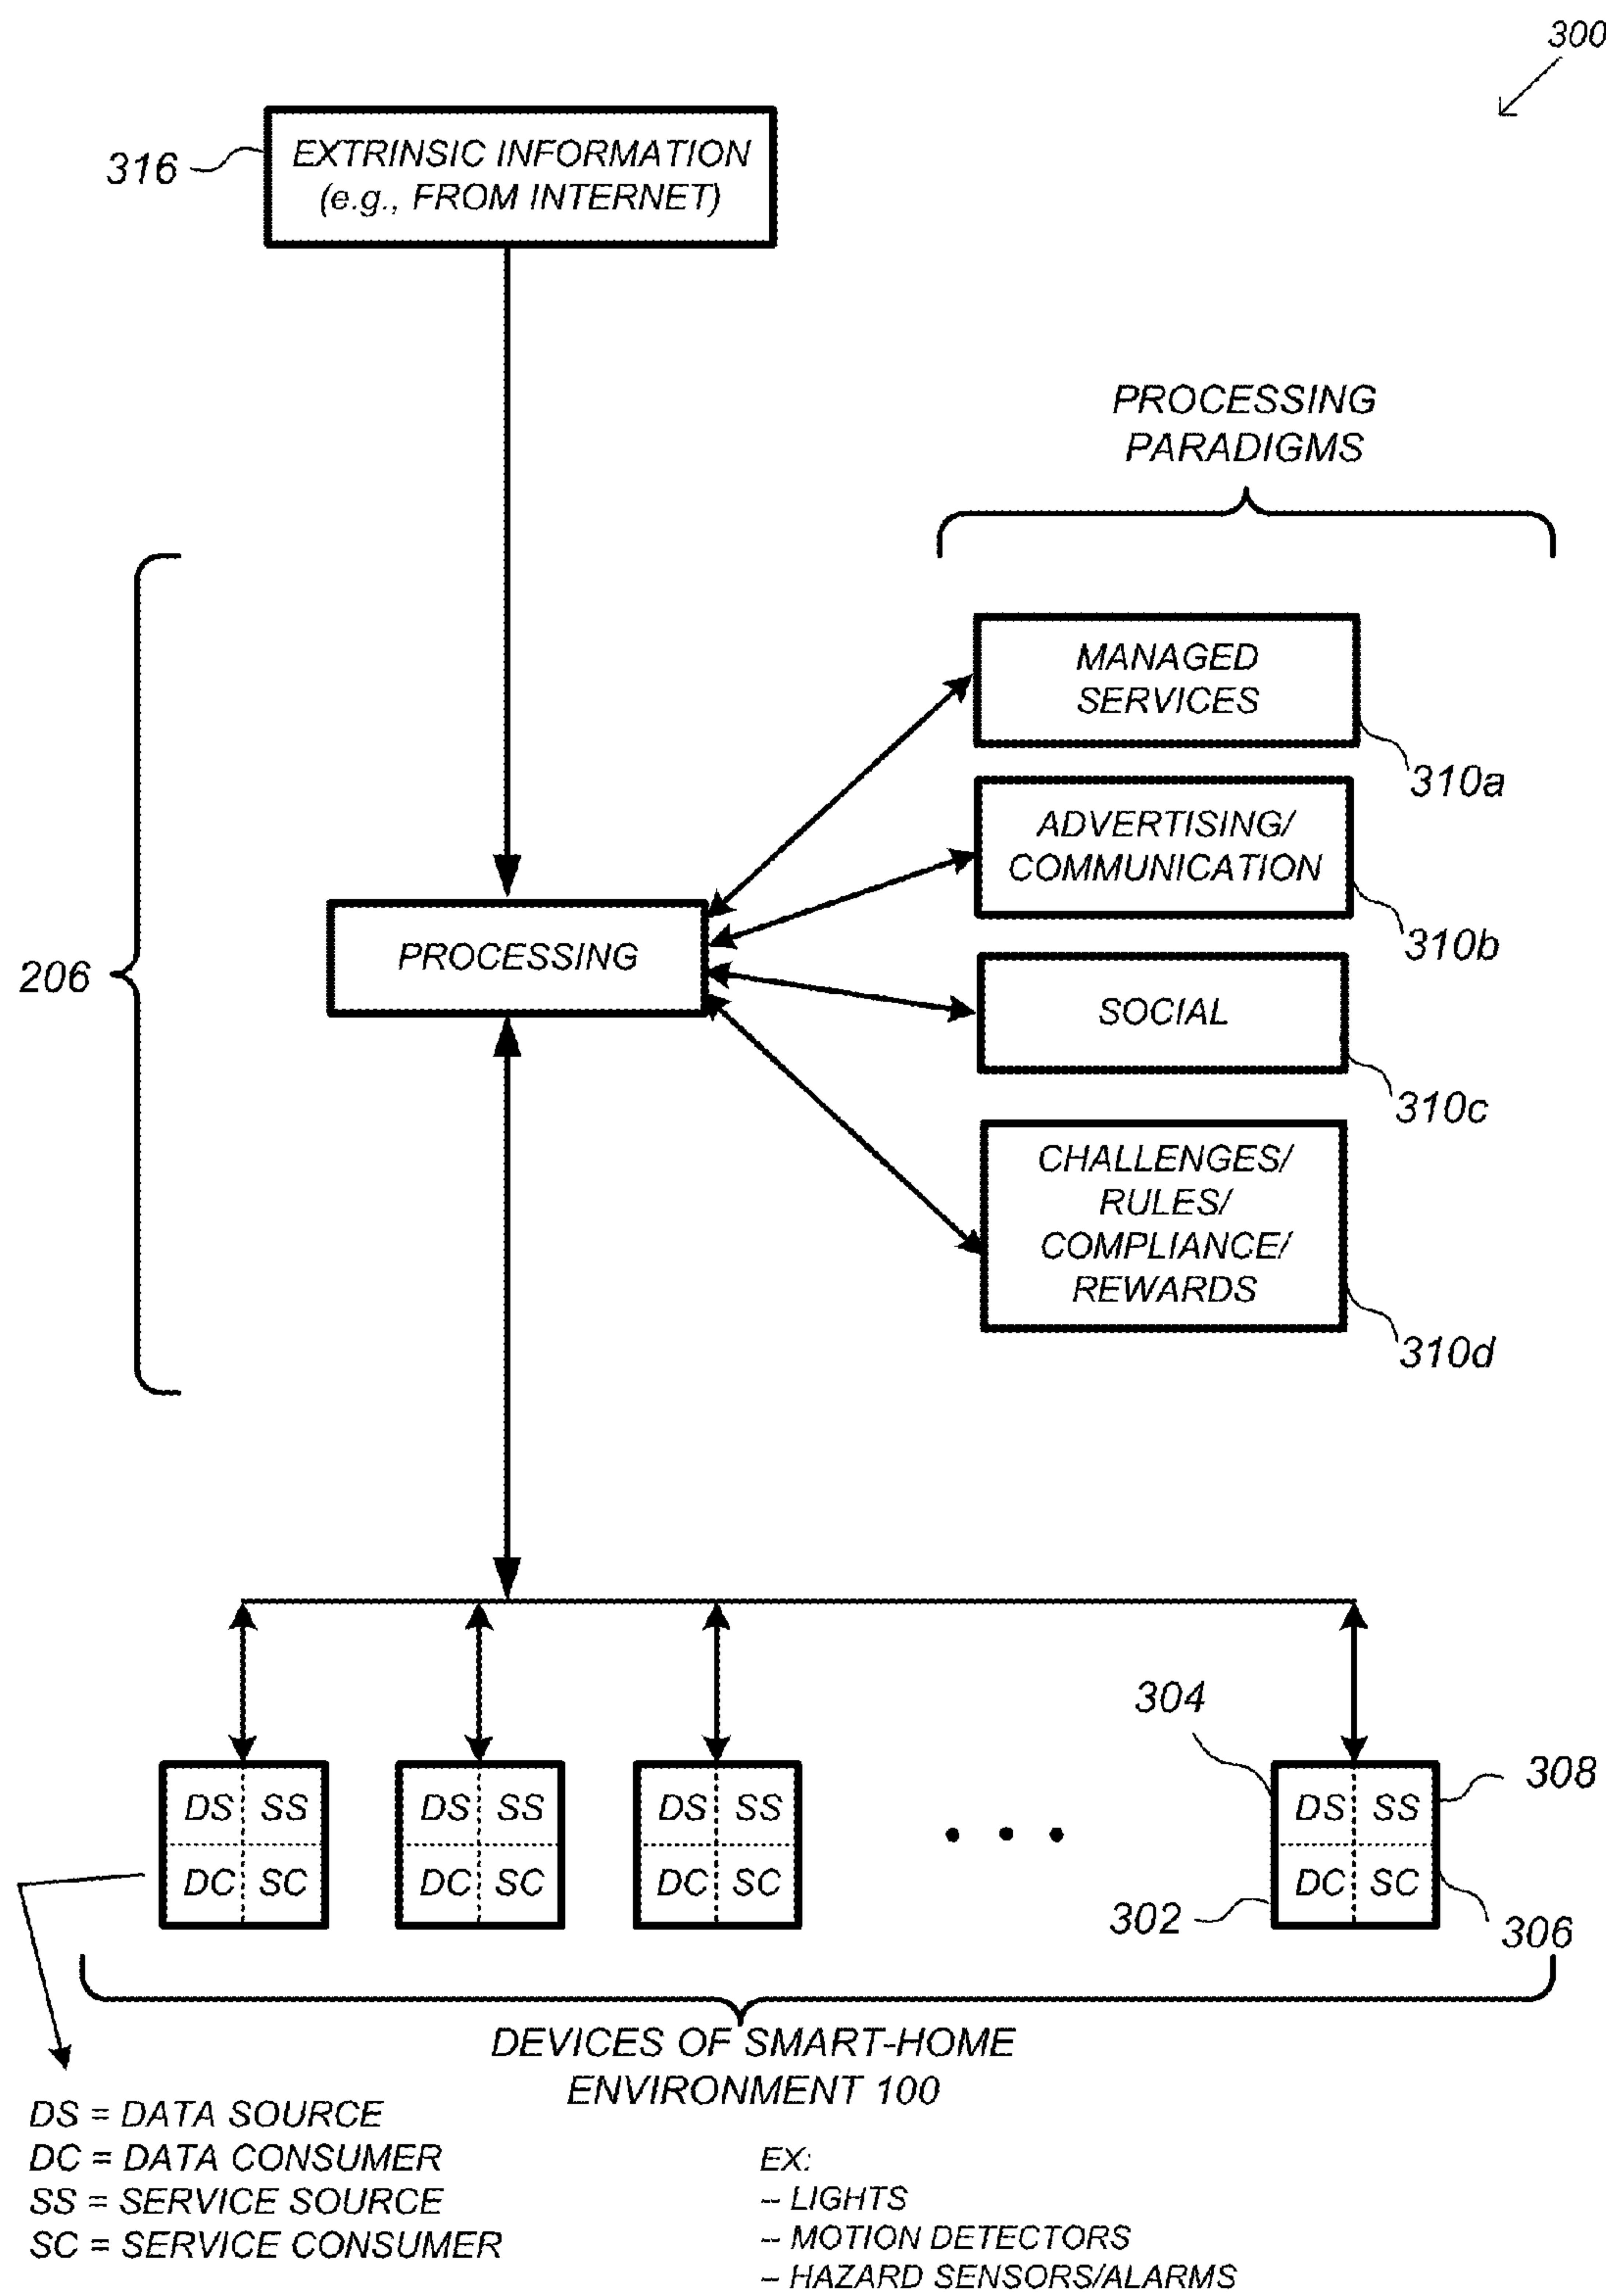 300
316
EXTRINSIC INFORMATION
(e.g., FROM INTERNET)
PROCESSING
PARADIGMS
MANAGED
SERVICES
310a
ADVERTISING/
COMMUNICATION
310b
206
PROCESSING
SOCIAL
310c
CHALLENGES/
RULES/
COMPLIANCE/
REWARDS
310d
304
308
DS SS
DC SC
DS SS
DC SC
DS SS
DC SC
• • •
DS SS
DC SC
302
306
DEVICES OF SMART-HOME
ENVIRONMENT 100
DS = DATA SOURCE
DC = DATA CONSUMER
SS = SERVICE SOURCE
SC = SERVICE CONSUMER
EX:
-- LIGHTS
-- MOTION DETECTORS
-- HAZARD SENSORS/ALARMS